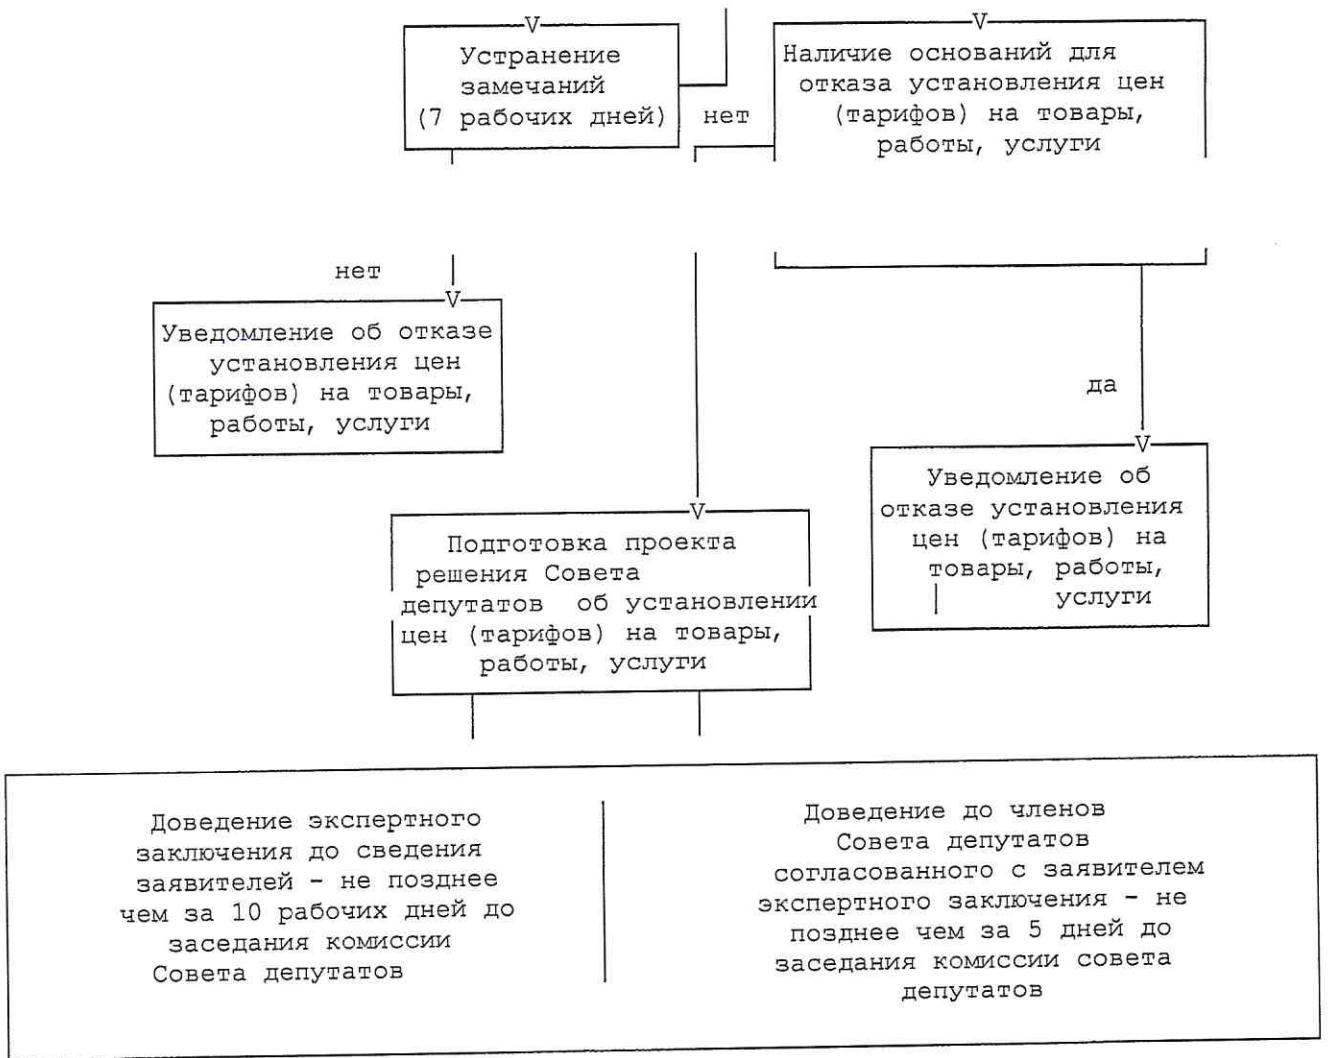 Устранение
замечаний
(7 рабочих дней)
нет
Наличие оснований для
отказа установления цен
(тарифов) на товары,
работы, услуги
нет
Уведомление об отказе
установления цен
(тарифов) на товары,
работы, услуги
да
Уведомление об
отказе установления
цен (тарифов) на
товары, работы,
услуги
Подготовка проекта
решения Совета
депутатов об установлении
цен (тарифов) на товары,
работы, услуги
Доведение экспертного
заключения до сведения
заявителей - не позднее
чем за 10 рабочих дней до
заседания комиссии
Совета депутатов
Доведение до членов
Совета депутатов
согласованного с заявителем
экспертного заключения - не
позднее чем за 5 дней до
заседания комиссии совета
депутатов